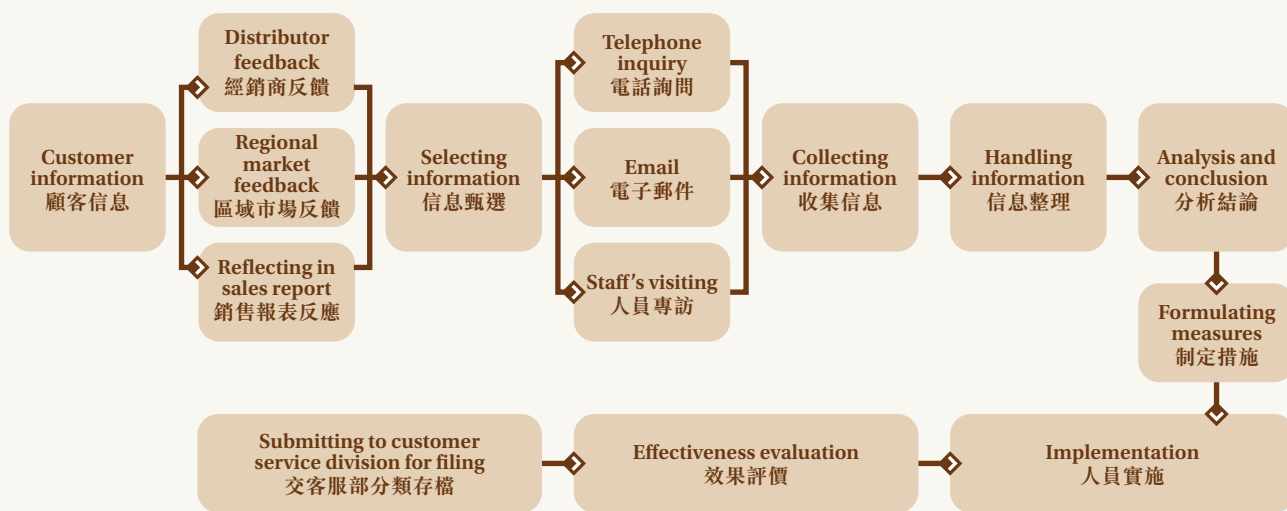 Customer
information
顧客信息
Distributor
feedback
經銷商反饋
Regional
market
feedback
區域市場反饋
Reflecting in
sales report
銷售報表反應
Selecting
information
信息甄選
Telephone
inquiry
電話詢問
Email
電子郵件
Staff's visiting
人員專訪
Collecting
information
收集信息
Handling
information
信息整理
Analysis and
conclusion
分析結論
Formulating
measures
制定措施
Implementation
人員實施
Effectiveness evaluation
效果評價
Submitting to customer
service division for filing
交客服部分類存檔